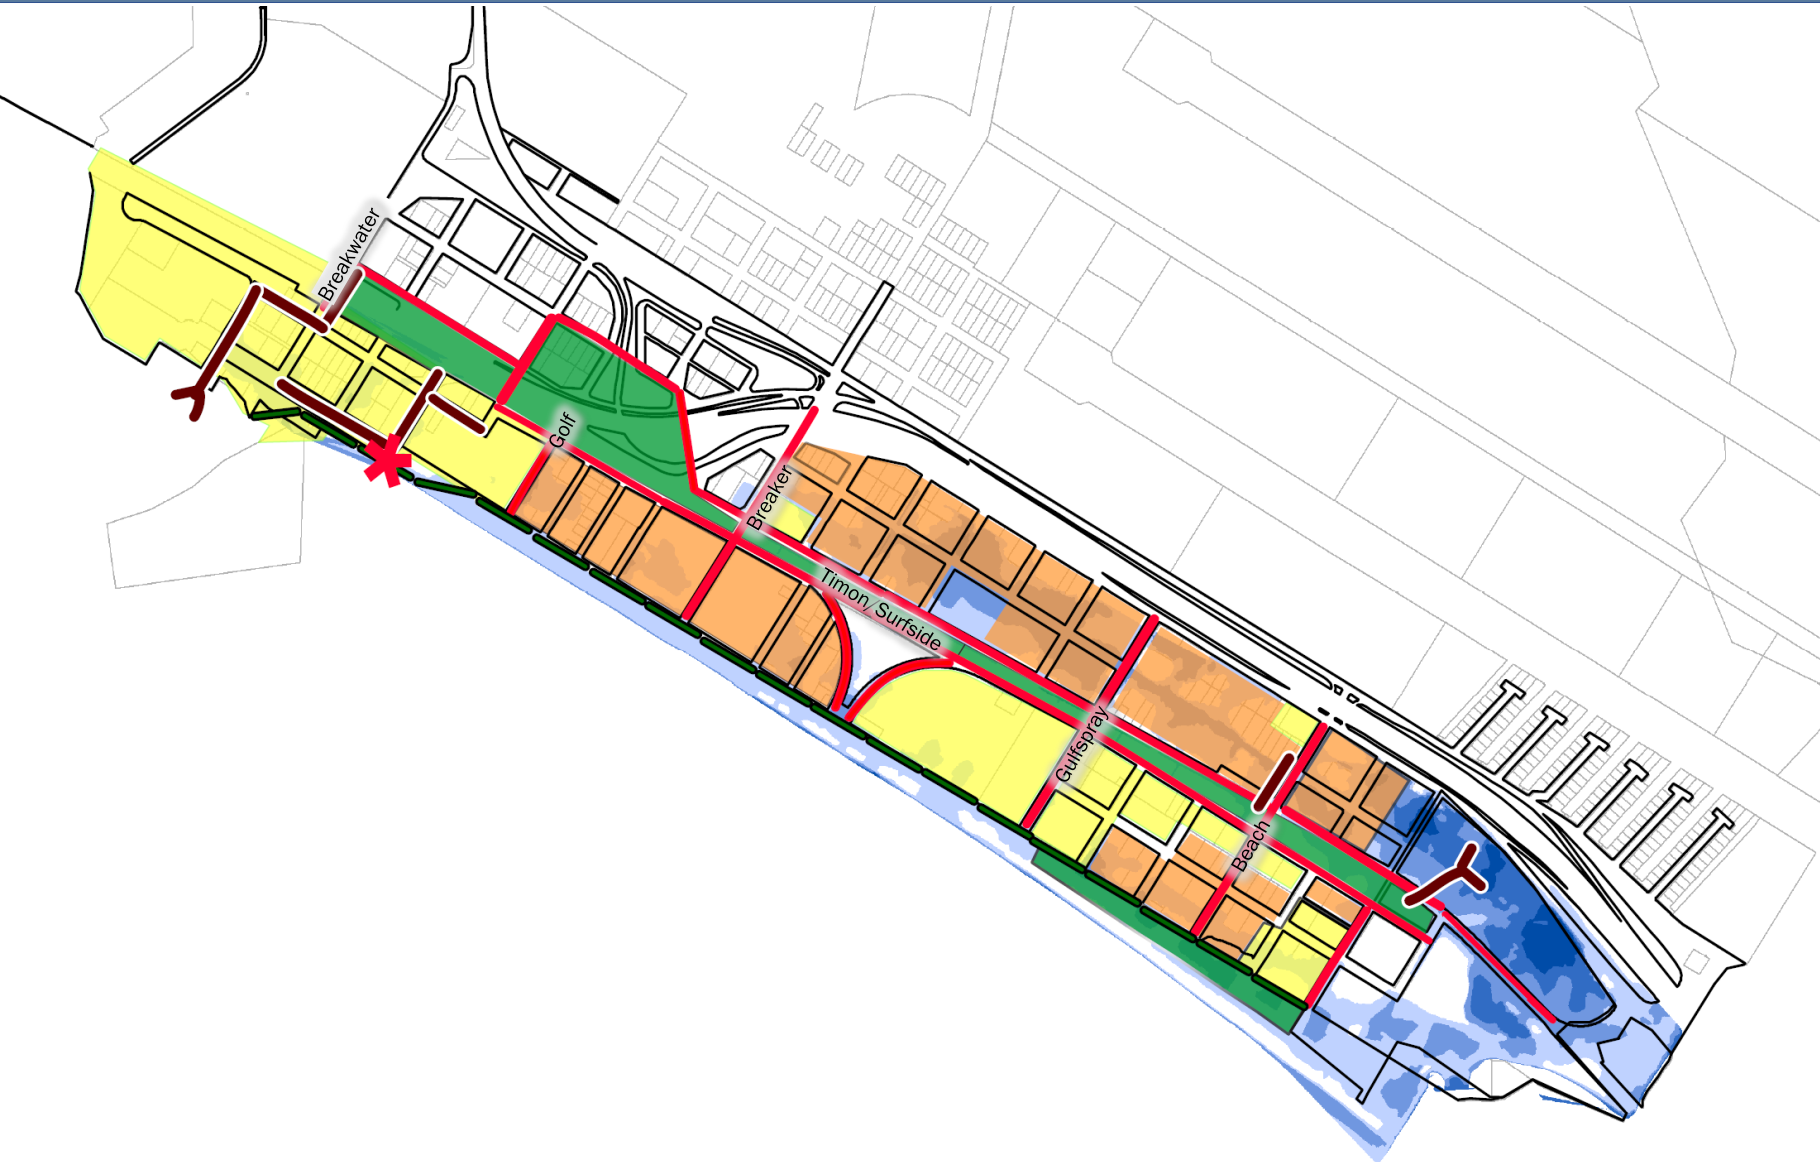 Breakwater
Golf
Breaker
Timon/Surfside
Gulfspray
Beach